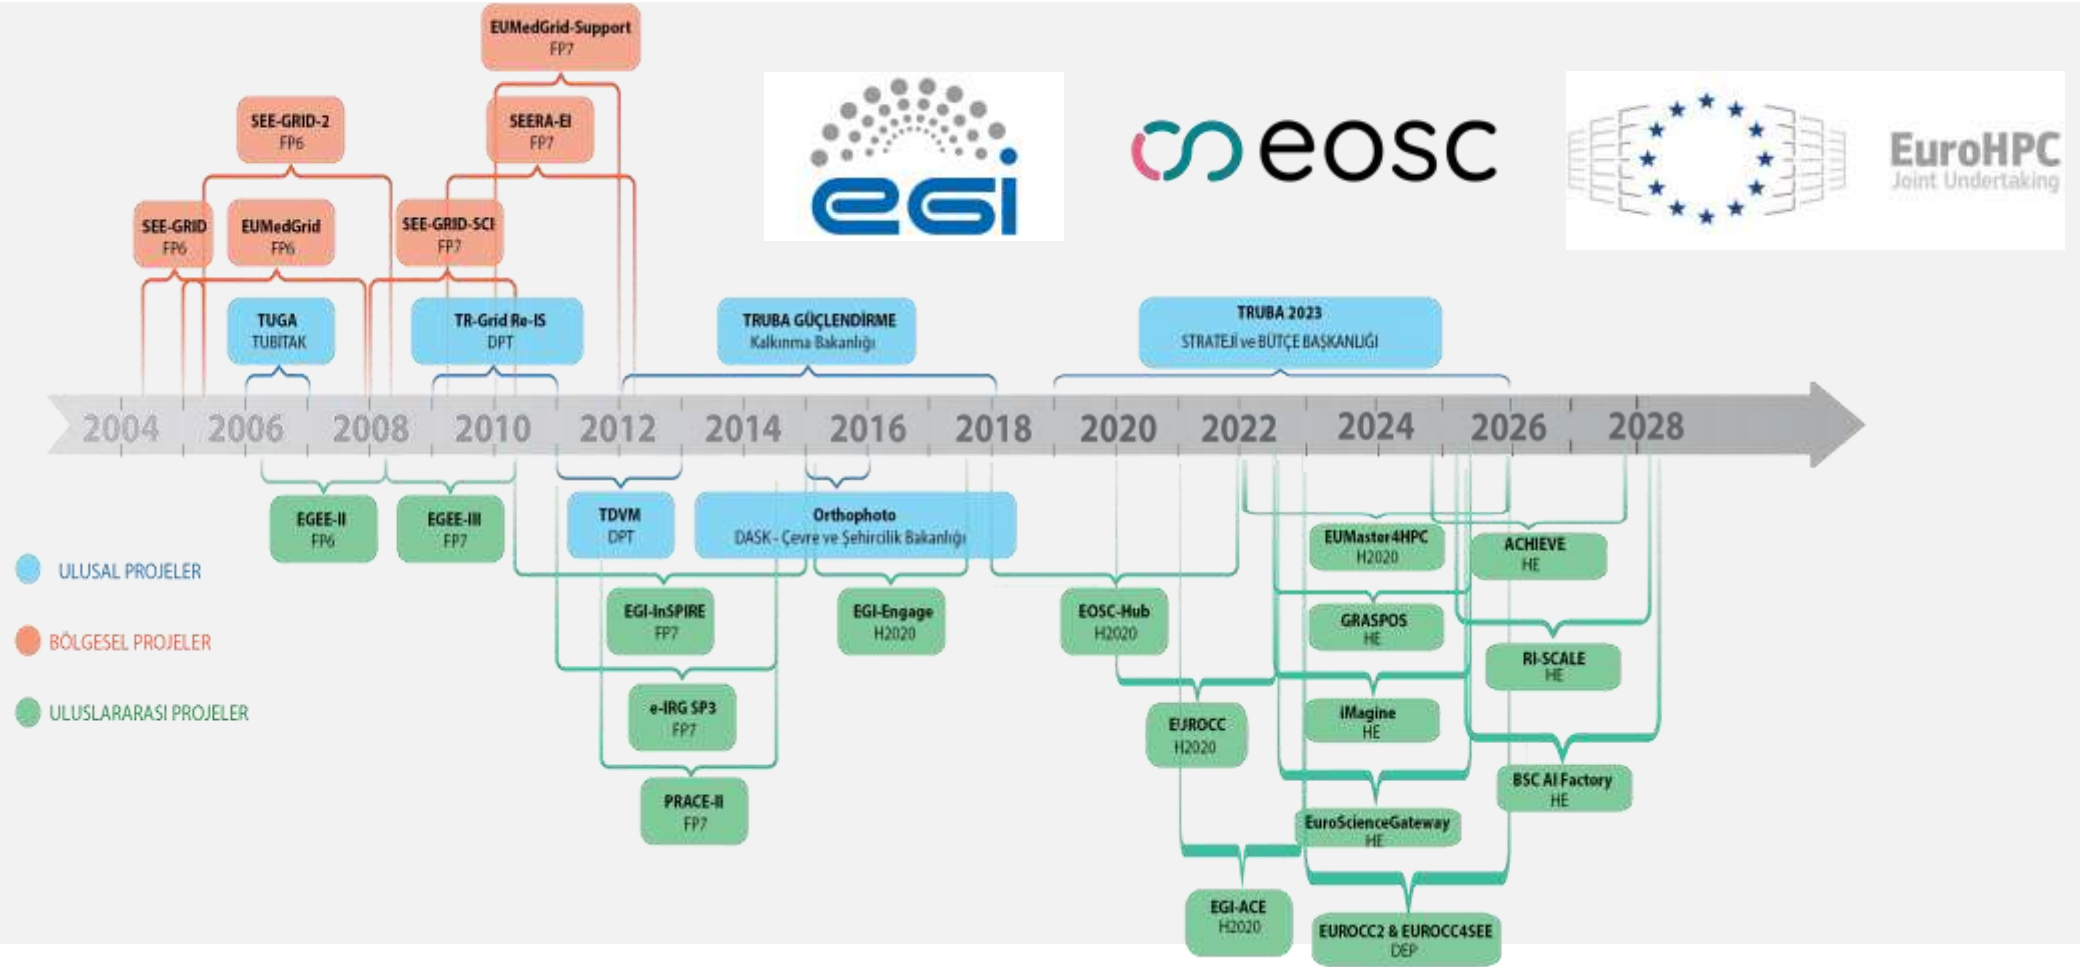 EUMedGrid-Support
FP7
SEE-GRID-2
FP6
SEERA-EI
FP7
SEE-GRID
FP6
EUMedGrid
FP6
SEE-GRID-SCI
FP7
egi
eosc
EuroHPC
Joint Undertaking
TUGA
TUBİTAK
TR-Grid Re-IS
DPT
TRUBA GÜÇLENDİRME
Kalkınma Bakanlığı
TRUBA 2023
STRATEJİ ve BÜTÇE BAŞKANLIĞI
2004 2006 2008 2010 2012 2014 2016 2018 2020 2022 2024 2026 2028
EGEE-II
FP6
EGEE-III
FP7
TDVM
DPT
Orthophoto
DASK - Çevre ve Şehircilik Bakanlığı
EUMaster4HPC
H2020
ACHIEVE
HE
ULUSAL PROJELER
BÖLGESEL PROJELER
ULUSLARARASI PROJELER
EGI-InSPIRE
FP7
EGI-Engage
H2020
EOSC-Hub
H2020
GRASPOS
HE
RI-SCALE
HE
e-IRG SP3
FP7
EUROCC
H2020
iMagine
HE
PRACE-II
FP7
BSC AI Factory
HE
EuroScienceGateway
HE
EGI-ACE
H2020
EUROCC2 & EUROCC4SEE
DEP